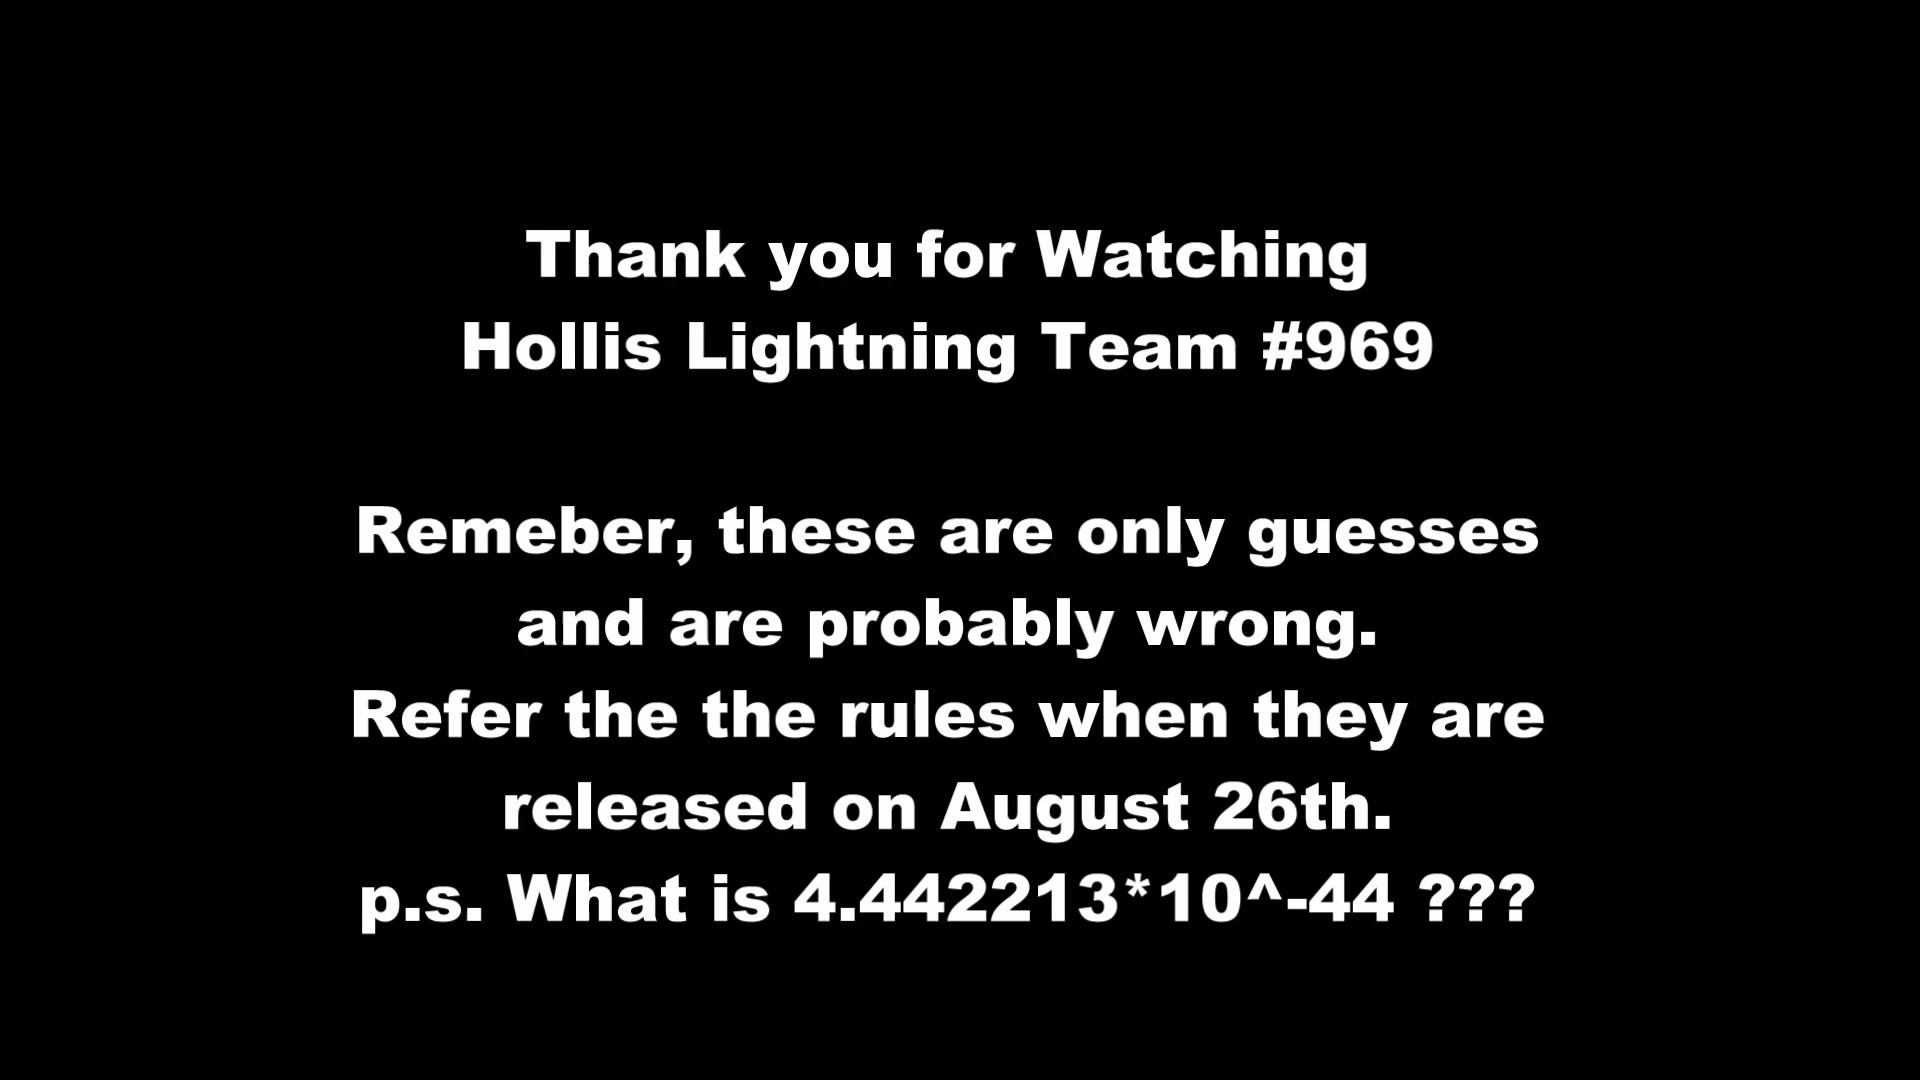 Thank you for Watching
Hollis Lightning Team #969
Remeber, these are only guesses
and are probably wrong.
Refer the the rules when they are
released on August 26th.
p.s. What is 4.442213*10^-44 ???